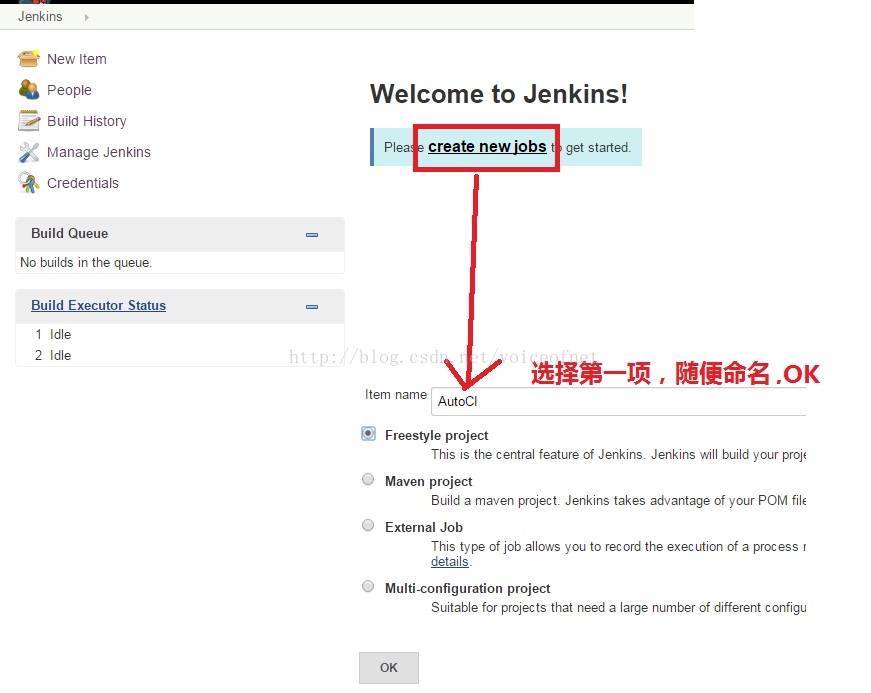 Jenkins
New Item
People
Build History
Manage Jenkins
Credentials
Build Queue
No builds in the queue.
Build Executor Status
1 Idle
2 Idle
Welcome to Jenkins!
Please create new jobs to get started.
http://blog.csdn.net/voiceofnet
选择第一项，随便命名,OK
Item name
AutoCI
Freestyle project
This is the central feature of Jenkins. Jenkins will build your proje
Maven project
Build a maven project. Jenkins takes advantage of your POM file
External Job
This type of job allows you to record the execution of a process r
details.
Multi-configuration project
Suitable for projects that need a large number of different configu
OK